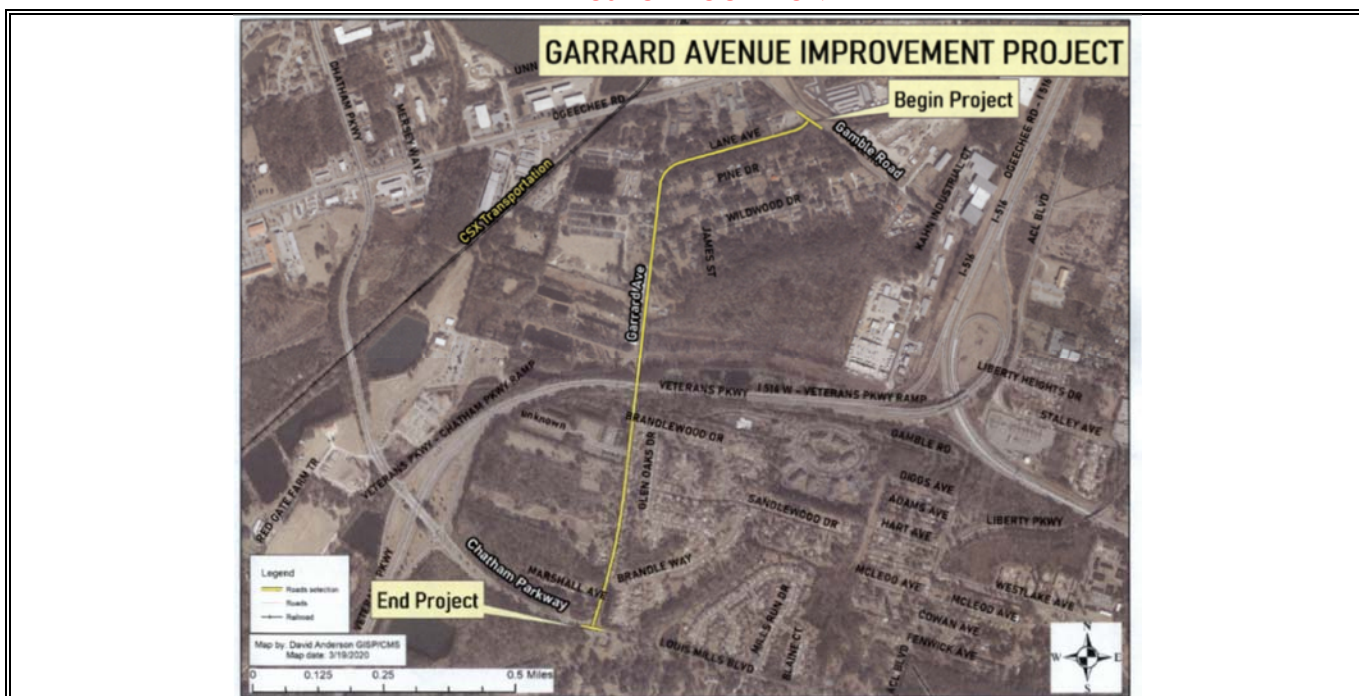 GARRARD AVENUE IMPROVEMENT PROJECT
Begin Project
CHATHAM PKWY
MERSEY WAY
UNN
OGEECHEE RD
CSX Transportation
LANE AVE
Gamble Road
PINE DR
WILDWOOD DR
JAMES ST
KAHN INDUSTRIAL CT
OGEECHEE RD - I 516
I-516
I-516
ACL BLVD
Garrard Ave
VETERANS PKWY - CHATHAM PKWY RAMP
VETERANS PKWY
I 516 W - VETERANS PKWY RAMP
LIBERTY HEIGHTS DR
STALEY AVE
unknown
BRANDLEWOOD DR
GAMBLE RD
GLEN OAKS DR
DIGGS AVE
ADAMS AVE
HART AVE
LIBERTY PKWY
SANDLEWOOD DR
RED GATE FARM TR
Chatham Parkway
MARSHALL AVE
BRANDLE WAY
MCLEOD AVE
MCLEOD AVE
WESTLAKE AVE
COWAN AVE
FENWICK AVE
MILLS RUN DR
BLAINE CT
LOUIS MILLS BLVD
ACL BLVD
PKWY
End Project
Legend
Roads selection
Roads
Railroad
Map by: David Anderson GISP/CMS
Map date: 3/19/2020
0 0.125 0.25 0.5 Miles
N
W E
S